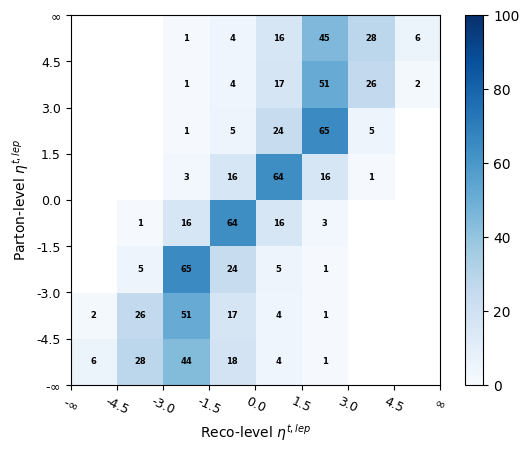 ∞ 1 4 16 45 28 6 100
4.5 1 4 17 51 26 2 80
3.0 1 5 24 65 5
1.5 3 16 64 16 1 60
Parton-level η^{t,lep}
0.0 1 16 64 16 3
-1.5 5 65 24 5 1 40
-3.0 2 26 51 17 4 1 20
-4.5 6 28 44 18 4 1
-∞ 0
-∞ -4.5 -3.0 -1.5 0.0 1.5 3.0 4.5 ∞
Reco-level η^{t,lep}